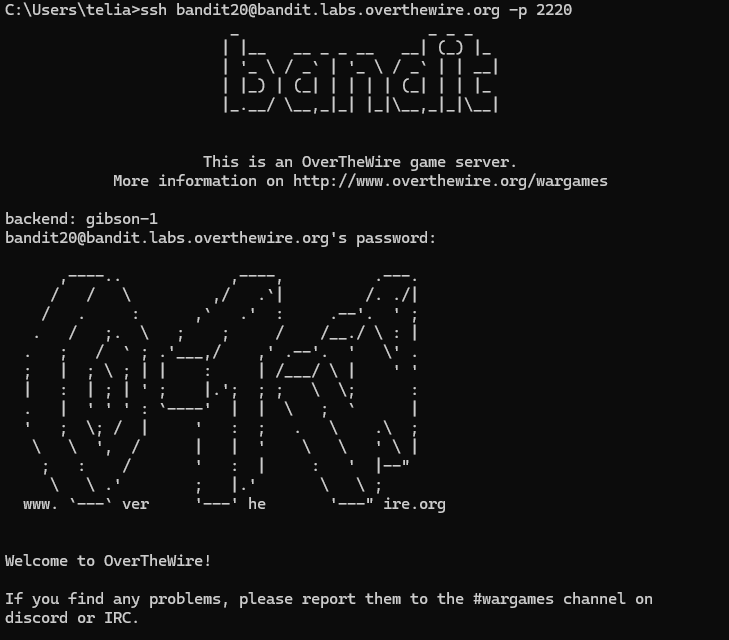 C:\Users\telia>ssh bandit20@bandit.labs.overthewire.org -p 2220
bandit
This is an OverTheWire game server.
More information on http://www.overthewire.org/wargames
backend: gibson-1
bandit20@bandit.labs.overthewire.org's password:
www. ver he ire.org
Welcome to OverTheWire!
If you find any problems, please report them to the #wargames channel on
discord or IRC.